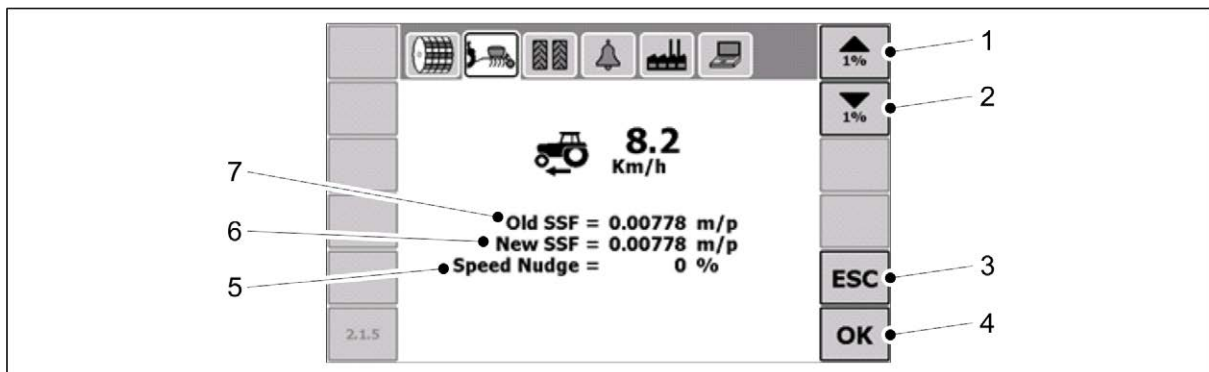 1%
1
1%
2
8.2
Km/h
7
Old SSF = 0.00778 m/p
6
New SSF = 0.00778 m/p
5
Speed Nudge = 0 %
ESC
3
2.1.5
OK
4